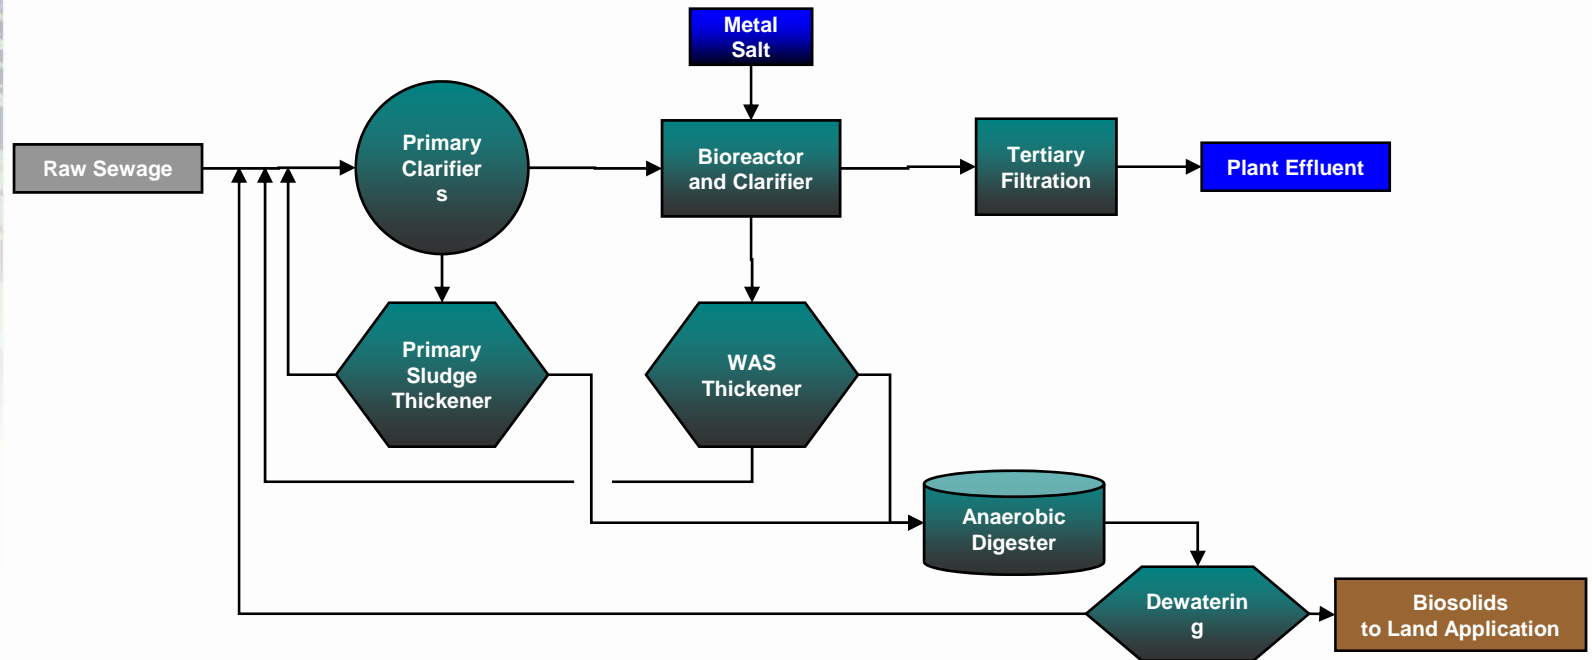 Metal
Salt
Raw Sewage
Primary
Clarifier
s
Bioreactor
and Clarifier
Tertiary
Filtration
Plant Effluent
Primary
Sludge
Thickener
WAS
Thickener
Anaerobic
Digester
Dewaterin
g
Biosolids
to Land Application